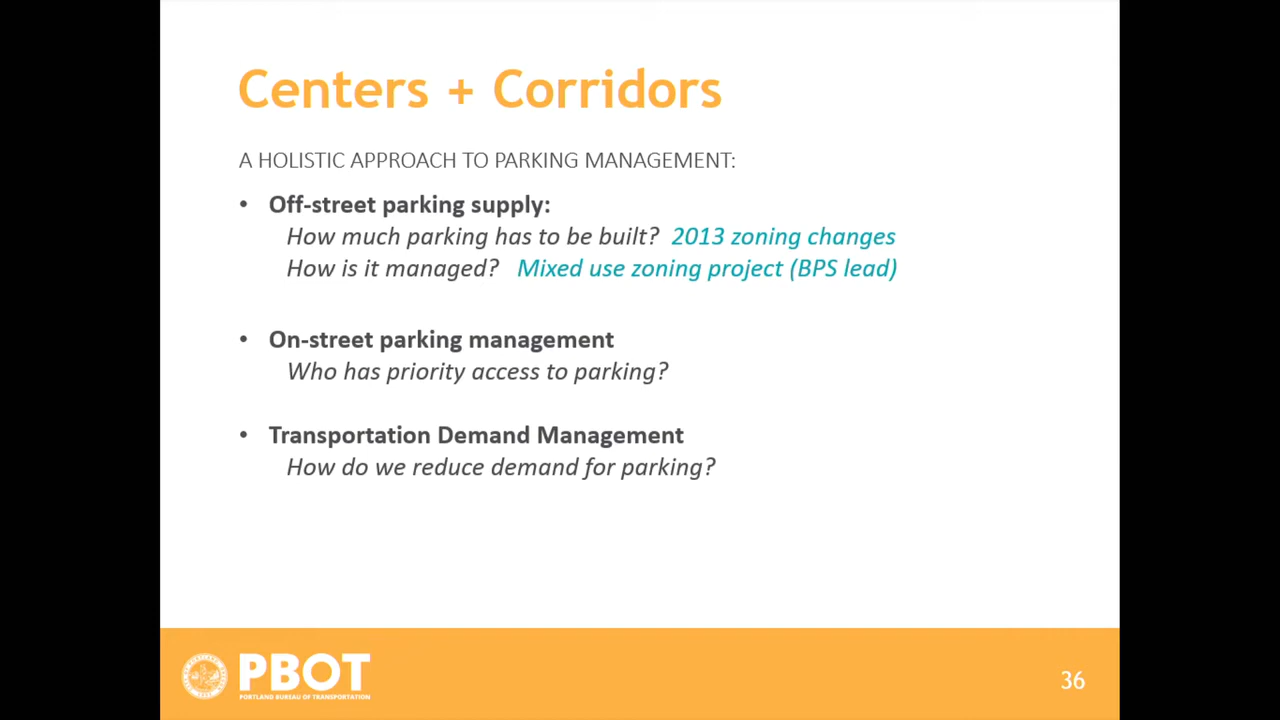 Centers + Corridors
A HOLISTIC APPROACH TO PARKING MANAGEMENT:
• Off-street parking supply:
How much parking has to be built? 2013 zoning changes
How is it managed? Mixed use zoning project (BPS lead)
• On-street parking management
Who has priority access to parking?
• Transportation Demand Management
How do we reduce demand for parking?
PBOT
PORTLAND BUREAU OF TRANSPORTATION
36